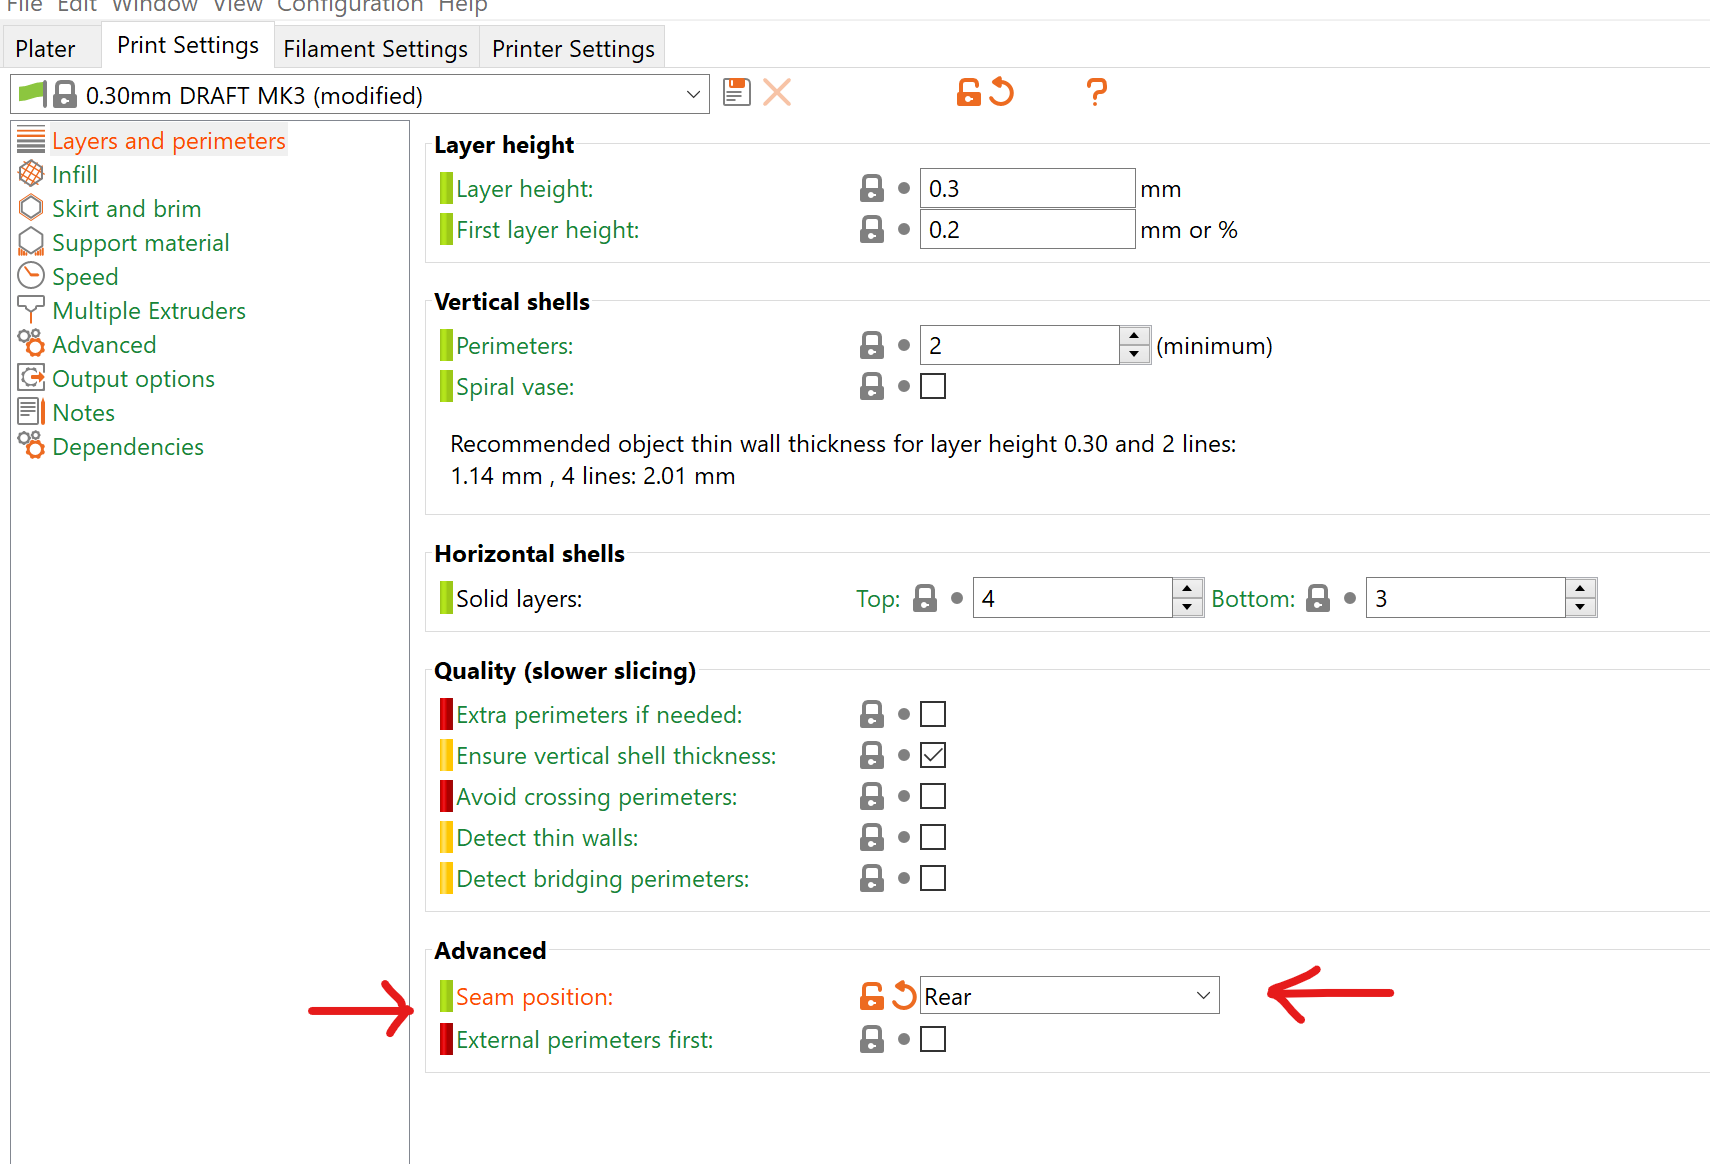 File Edit Window View Configuration Help
Plater Print Settings Filament Settings Printer Settings
0.30mm DRAFT MK3 (modified) ?
Layers and perimeters
Infill
Skirt and brim
Support material
Speed
Multiple Extruders
Advanced
Output options
Notes
Dependencies
Layer height
Layer height: 0.3 mm
First layer height: 0.2 mm or %
Vertical shells
Perimeters: 2 (minimum)
Spiral vase:
Recommended object thin wall thickness for layer height 0.30 and 2 lines:
1.14 mm , 4 lines: 2.01 mm
Horizontal shells
Solid layers: Top: 4 Bottom: 3
Quality (slower slicing)
Extra perimeters if needed:
Ensure vertical shell thickness:
Avoid crossing perimeters:
Detect thin walls:
Detect bridging perimeters:
Advanced
Seam position: Rear
External perimeters first: